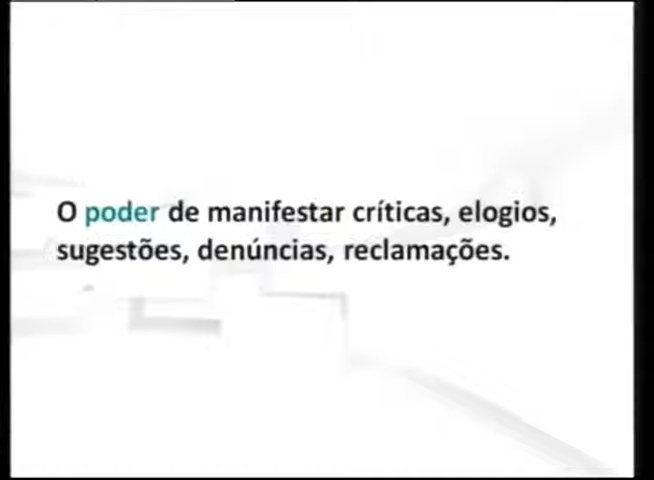 O poder de manifestar críticas, elogios,
sugestões, denúncias, reclamações.